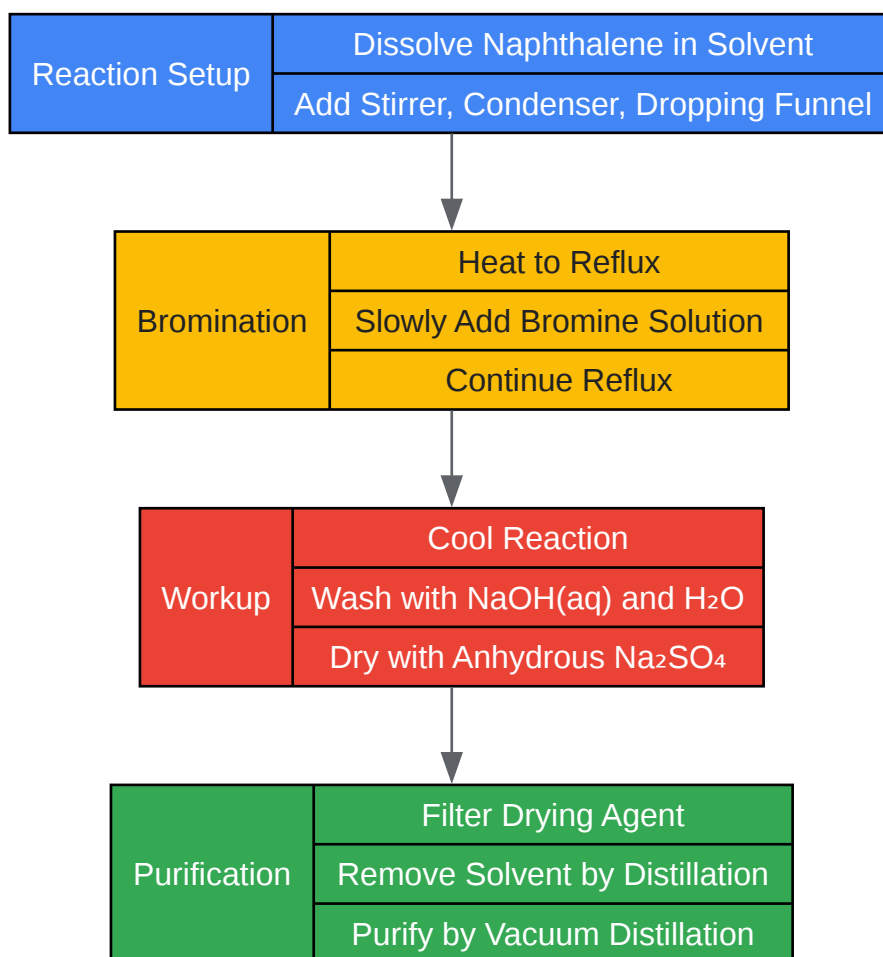 Reaction Setup
Dissolve Naphthalene in Solvent
Add Stirrer, Condenser, Dropping Funnel
Bromination
Heat to Reflux
Slowly Add Bromine Solution
Continue Reflux
Workup
Cool Reaction
Wash with NaOH(aq) and H₂O
Dry with Anhydrous Na₂SO₄
Purification
Filter Drying Agent
Remove Solvent by Distillation
Purify by Vacuum Distillation